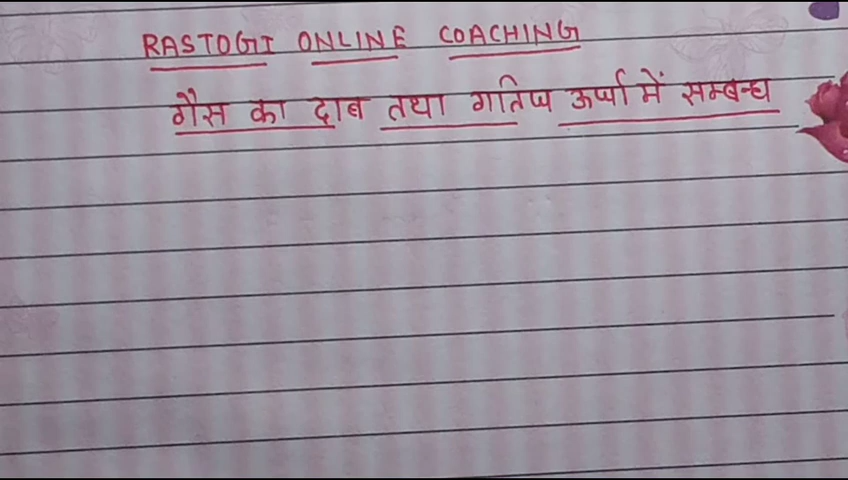 RASTOGI ONLINE COACHING
गैस का दाब तथा गतिज ऊर्जा में सम्बन्ध